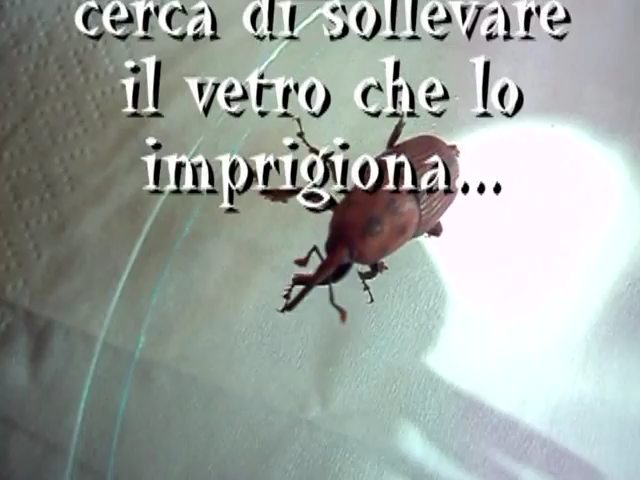 cerca di sollevare
il vetro che lo
imprigiona...